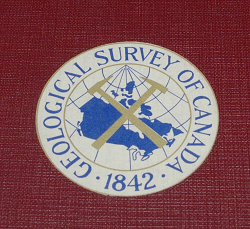 GEOLOGICAL SURVEY OF CANADA
· 1842 ·